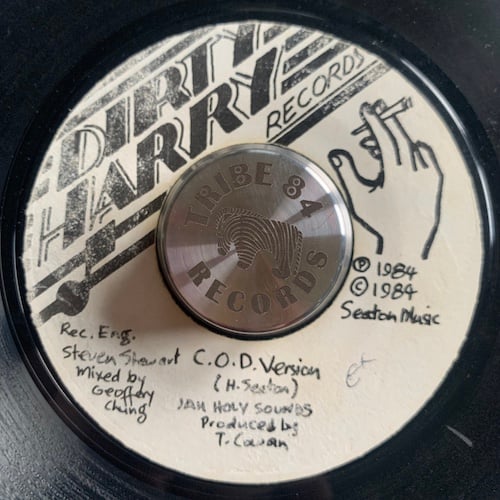 DIRTY
HARRY
RECORDS
TRIBE 84
RECORDS
Ⓟ 1984
© 1984
Seaton Music
Rec. Eng.
Steven Stewart
Mixed by
Geoffery
Chung
C.O.D. Version
(H. Seaton)
JAH HOLY SOUNDS
Produced by
T. Cowan